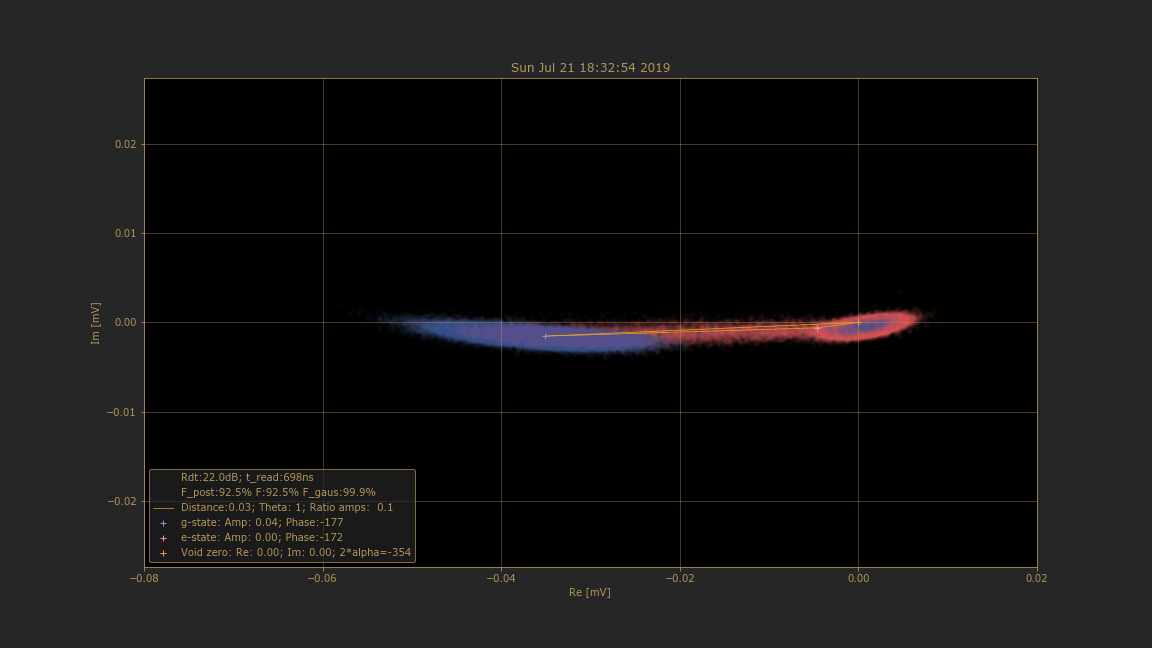 Sun Jul 21 18:32:54 2019
0.02
0.01
0.00
−0.01
−0.02
Im [mV]
Rdt:22.0dB; t_read:698ns
F_post:92.5% F:92.5% F_gaus:99.9%
Distance:0.03; Theta: 1; Ratio amps:  0.1
g-state: Amp: 0.04; Phase:-177
e-state: Amp: 0.00; Phase:-172
Void zero: Re: 0.00; Im: 0.00; 2*alpha=-354
−0.08
−0.06
−0.04
−0.02
0.00
0.02
Re [mV]